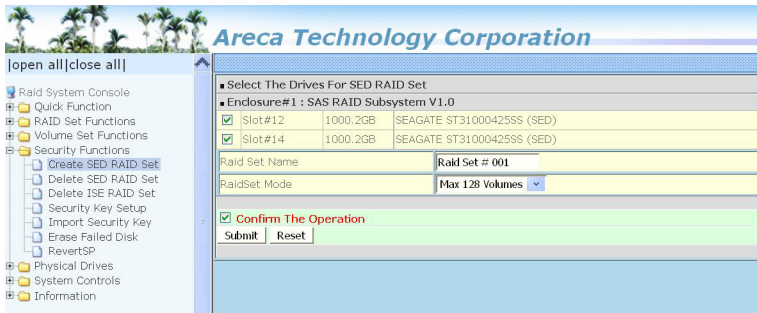 Areca Technology Corporation
|open all|close all|
Raid System Console
Quick Function
RAID Set Functions
Volume Set Functions
Security Functions
Create SED RAID Set
Delete SED RAID Set
Delete ISE RAID Set
Security Key Setup
Import Security Key
Erase Failed Disk
RevertSP
Physical Drives
System Controls
Information
Select The Drives For SED RAID Set
Enclosure#1 : SAS RAID Subsystem V1.0
Slot#12 1000.2GB SEAGATE ST31000425SS (SED)
Slot#14 1000.2GB SEAGATE ST31000425SS (SED)
Raid Set Name Raid Set # 001
RaidSet Mode Max 128 Volumes
Confirm The Operation
Submit Reset